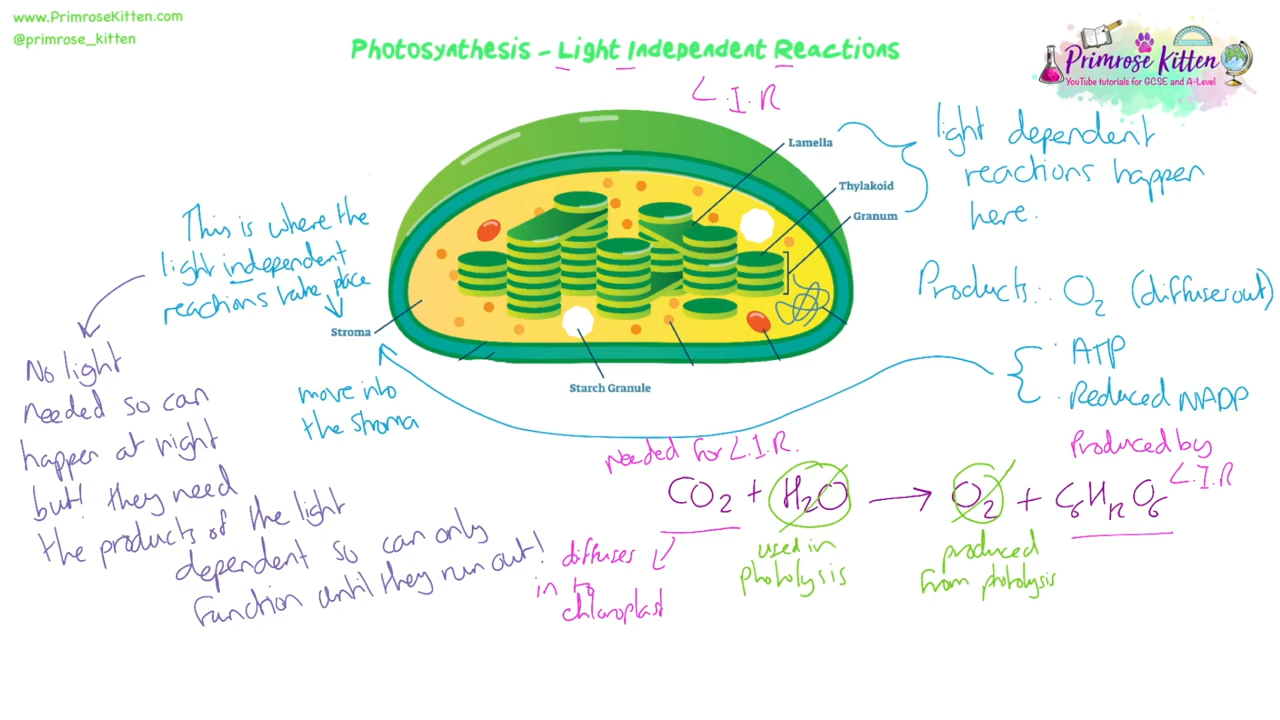 www.PrimroseKitten.com
@primrose_kitten
Photosynthesis - Light Independent Reactions
L.I.R
Primrose Kitten
YouTube tutorials for GCSE and A-Level
Lamella
Thylakoid
Granum
light dependent
reactions happen
here.
This is where the
light independent
reactions take place
Stroma
Starch Granule
Products: O2 (diffuses out)
· ATP
· Reduced NADP
move into
the stroma
No light
needed so can
happen at night
but! they need
the products of the light
dependent so can only
function until they run out!
Needed for L.I.R.
Produced by
L.I.R
CO2 + H2O → O2 + C6H12O6
diffuses
in to
chloroplast
used in
photolysis
produced
from photolysis